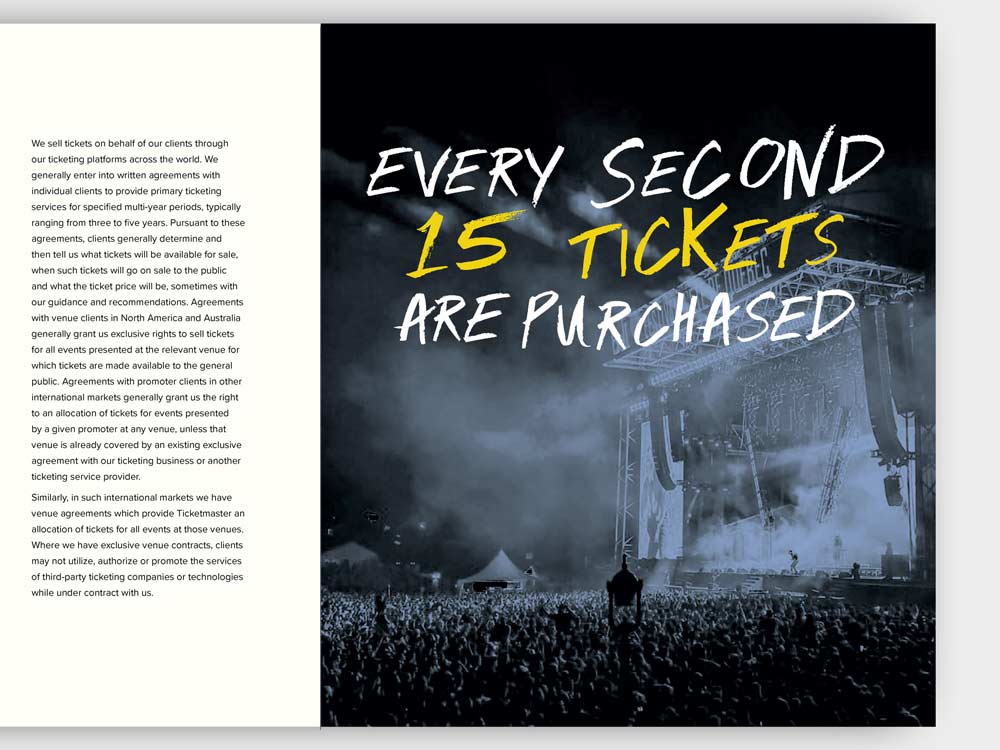 We sell tickets on behalf of our clients through
our ticketing platforms across the world. We
generally enter into written agreements with
individual clients to provide primary ticketing
services for specified multi-year periods, typically
ranging from three to five years. Pursuant to these
agreements, clients generally determine and
then tell us what tickets will be available for sale,
when such tickets will go on sale to the public
and what the ticket price will be, sometimes with
our guidance and recommendations. Agreements
with venue clients in North America and Australia
generally grant us exclusive rights to sell tickets
for all events presented at the relevant venue for
which tickets are made available to the general
public. Agreements with promoter clients in other
international markets generally grant us the right
to an allocation of tickets for events presented
by a given promoter at any venue, unless that
venue is already covered by an existing exclusive
agreement with our ticketing business or another
ticketing service provider.
Similarly, in such international markets we have
venue agreements which provide Ticketmaster an
allocation of tickets for all events at those venues.
Where we have exclusive venue contracts, clients
may not utilize, authorize or promote the services
of third-party ticketing companies or technologies
while under contract with us.
EVERY SECOND
15 TICKETS
ARE PURCHASED